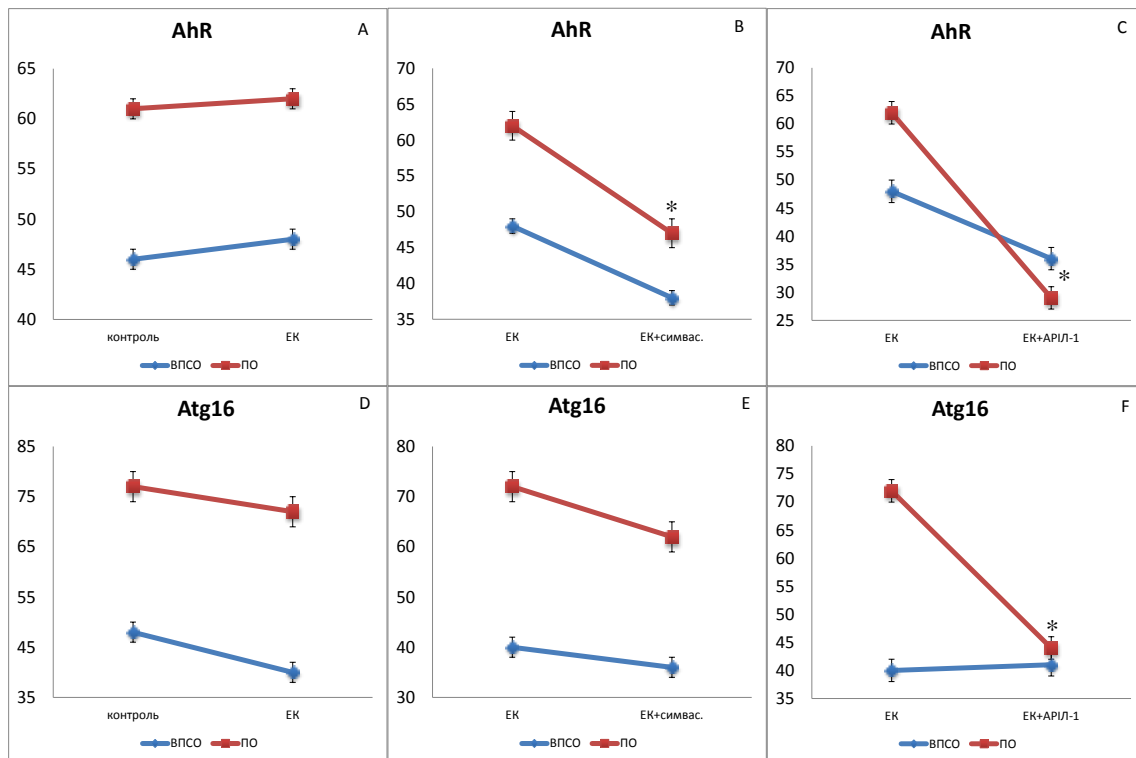 AhR A
65
60
55
50
45
40
контроль ЕК
ВПСО ПО
AhR B
70
65
60
55
50
45
40
35
*
ЕК ЕК+симвас.
ВПСО ПО
AhR C
70
65
60
55
50
45
40
35
30
25
*
ЕК ЕК+АРІЛ-1
ВПСО ПО
Atg16 D
85
75
65
55
45
35
контроль ЕК
ВПСО ПО
Atg16 E
80
70
60
50
40
30
ЕК ЕК+симвас.
ВПСО ПО
Atg16 F
80
75
70
65
60
55
50
45
40
35
*
ЕК ЕК+АРІЛ-1
ВПСО ПО